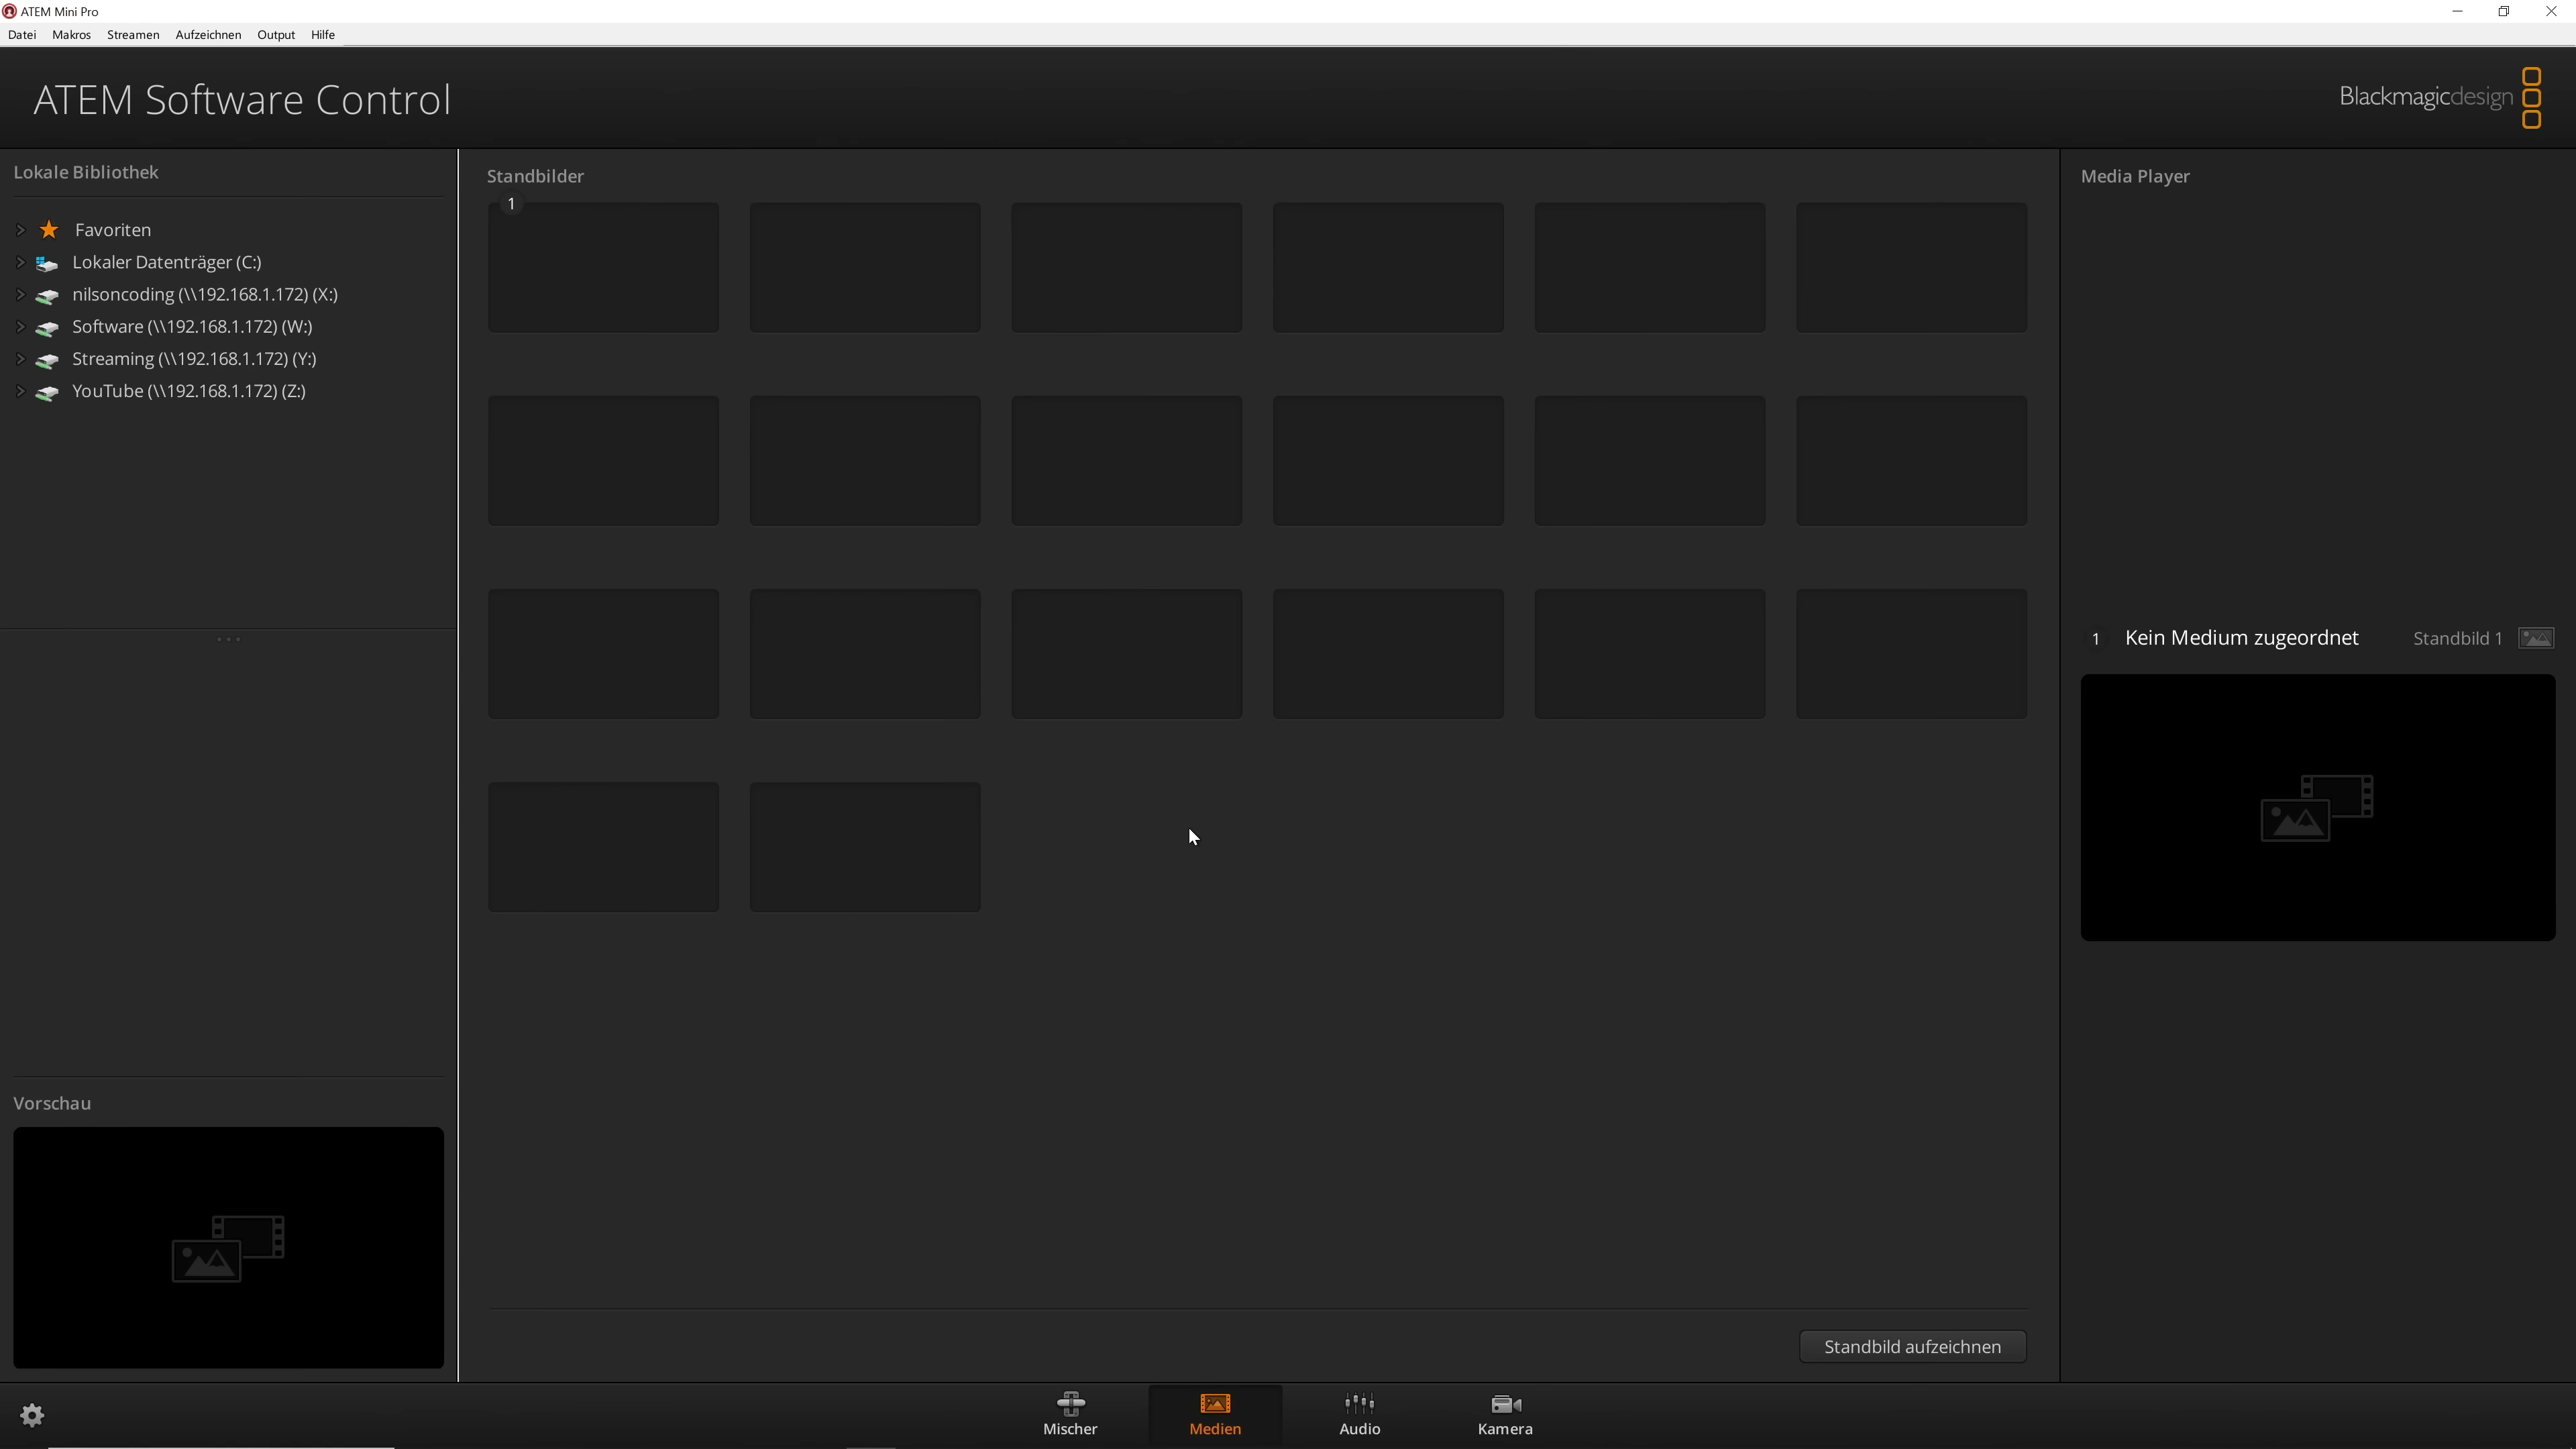 ATEM Mini Pro
Datei Makros Streamen Aufzeichnen Output Hilfe
ATEM Software Control
Blackmagicdesign
Lokale Bibliothek
Favoriten
Lokaler Datenträger (C:)
nilsoncoding (\\192.168.1.172) (X:)
Software (\\192.168.1.172) (W:)
Streaming (\\192.168.1.172) (Y:)
YouTube (\\192.168.1.172) (Z:)
Vorschau
Standbilder
1
Standbild aufzeichnen
Media Player
1 Kein Medium zugeordnet Standbild 1
Mischer Medien Audio Kamera